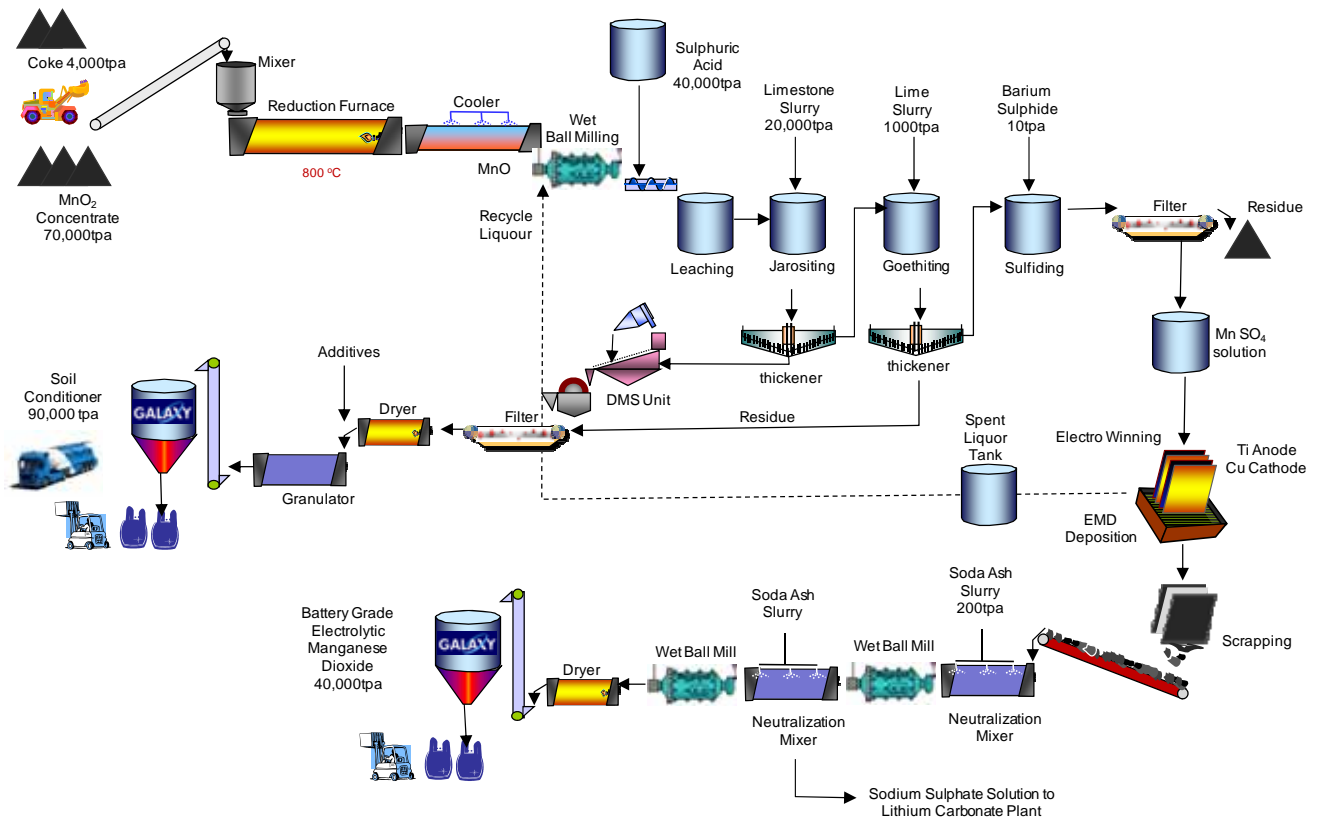 Coke 4,000tpa
MnO2
Concentrate
70,000tpa
Mixer
Reduction Furnace
800 ºC
Cooler
MnO
Wet
Ball Milling
Sulphuric
Acid
40,000tpa
Limestone
Slurry
20,000tpa
Lime
Slurry
1000tpa
Barium
Sulphide
10tpa
Recycle
Liquour
Leaching
Jarositing
Goethiting
Sulfiding
Filter
Residue
thickener
thickener
Mn SO4
solution
Additives
Soil
Conditioner
90,000 tpa
GALAXY
Dryer
Filter
DMS Unit
Residue
Granulator
Spent
Liquor
Tank
Electro Winning
Ti Anode
Cu Cathode
EMD
Deposition
Scrapping
Battery Grade
Electrolytic
Manganese
Dioxide
40,000tpa
GALAXY
Dryer
Wet Ball Mill
Soda Ash
Slurry
Wet Ball Mill
Soda Ash
Slurry
200tpa
Neutralization
Mixer
Neutralization
Mixer
Sodium Sulphate Solution to
Lithium Carbonate Plant